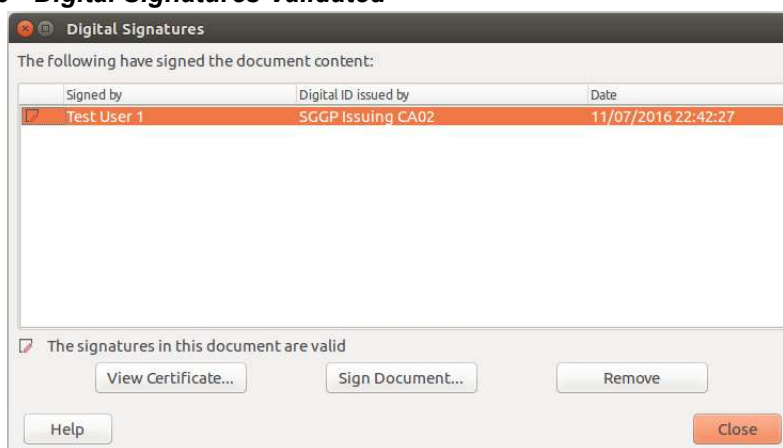 Digital Signatures Validated
Digital Signatures
The following have signed the document content:
Signed by Digital ID issued by Date
Test User 1 SGGP Issuing CA02 11/07/2016 22:42:27
The signatures in this document are valid
View Certificate... Sign Document... Remove
Help Close